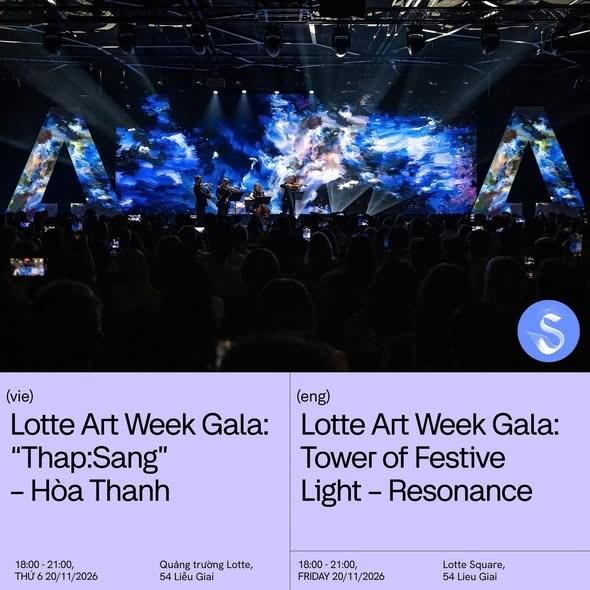 (vie)
Lotte Art Week Gala:
“Thap:Sang”
– Hòa Thanh
18:00 - 21:00,
THỨ 6 20/11/2026
Quảng trường Lotte,
54 Liễu Giai
(eng)
Lotte Art Week Gala:
Tower of Festive
Light – Resonance
18:00 - 21:00,
FRIDAY 20/11/2026
Lotte Square,
54 Lieu Giai